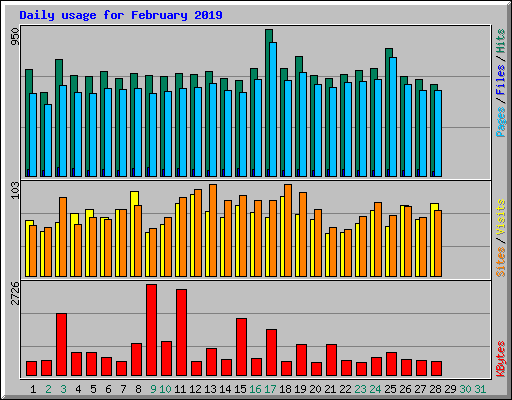 Daily usage for February 2019
950
Pages / Files / Hits
103
Sites / Visits
2726
KBytes
1 2 3 4 5 6 7 8 9 10 11 12 13 14 15 16 17 18 19 20 21 22 23 24 25 26 27 28 29 30 31